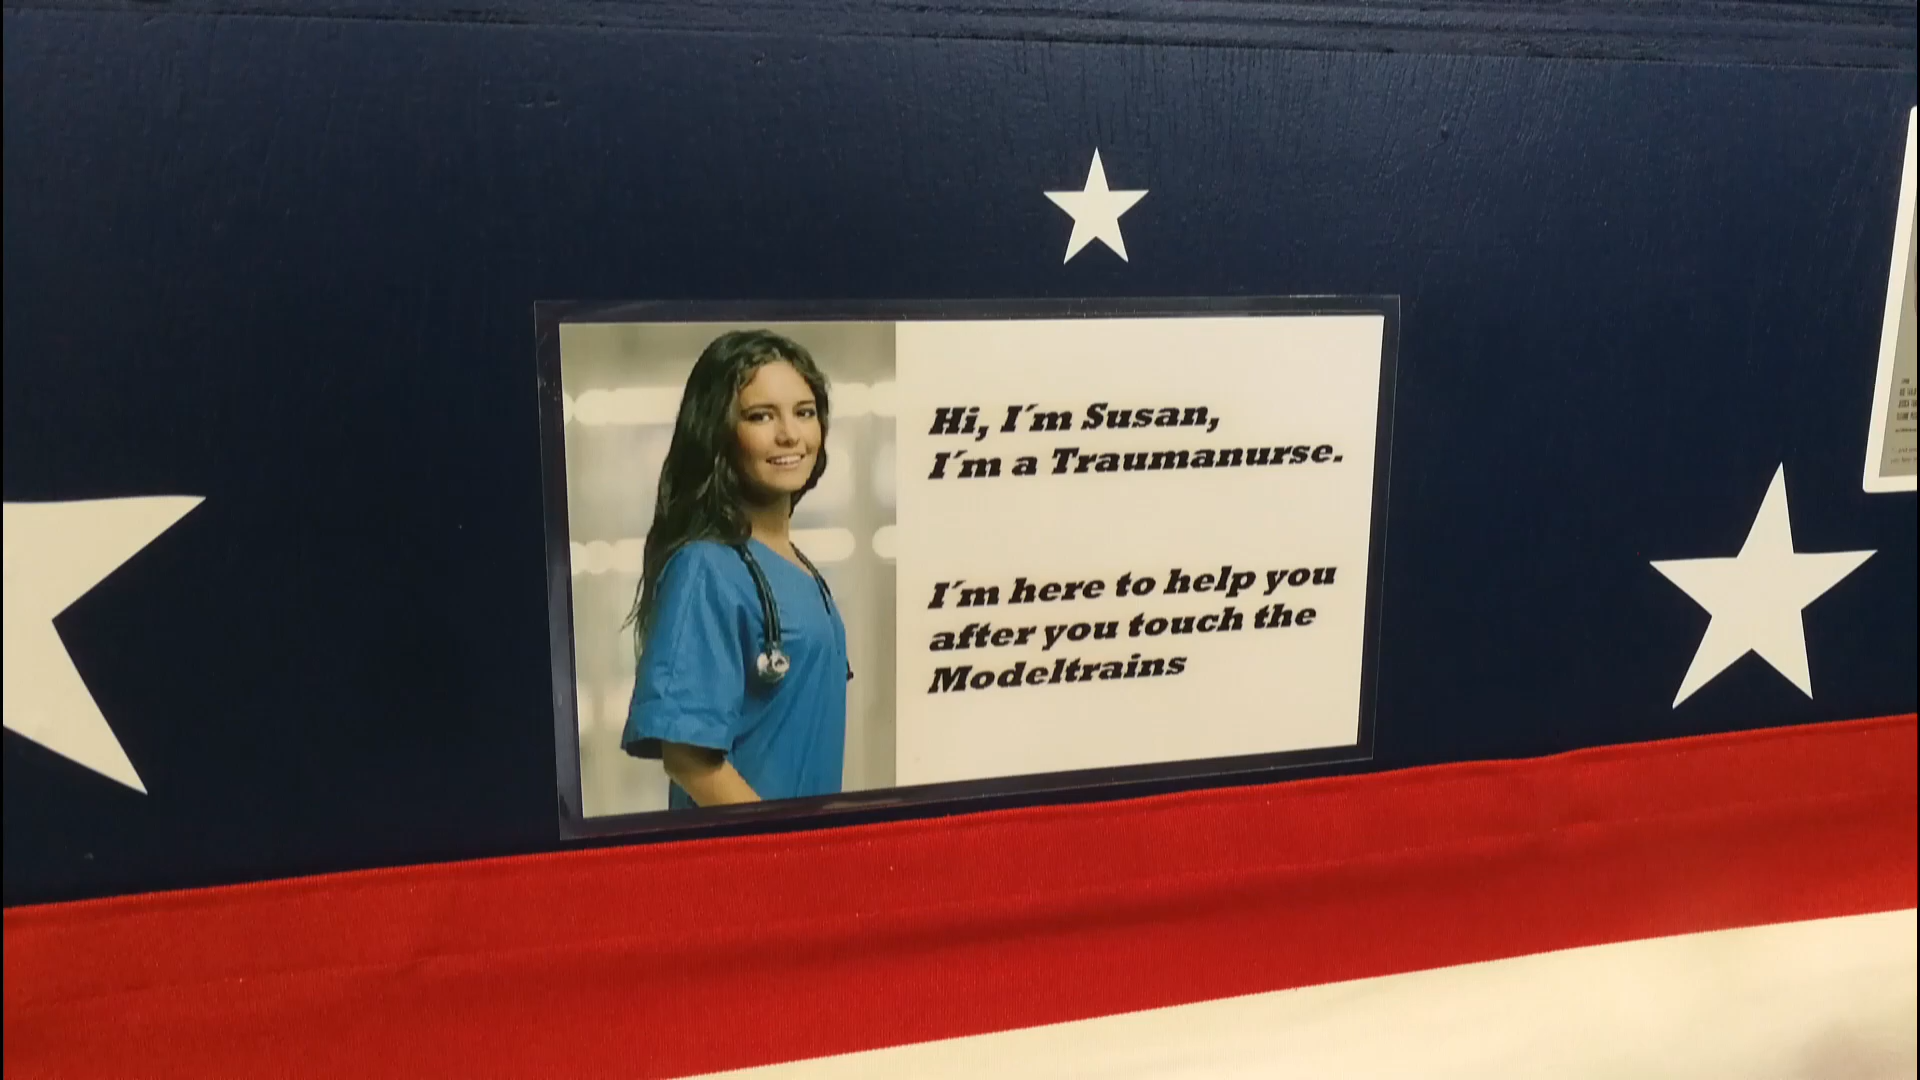 Hi, I´m Susan,
I´m a Traumanurse.
I´m here to help you
after you touch the
Modeltrains